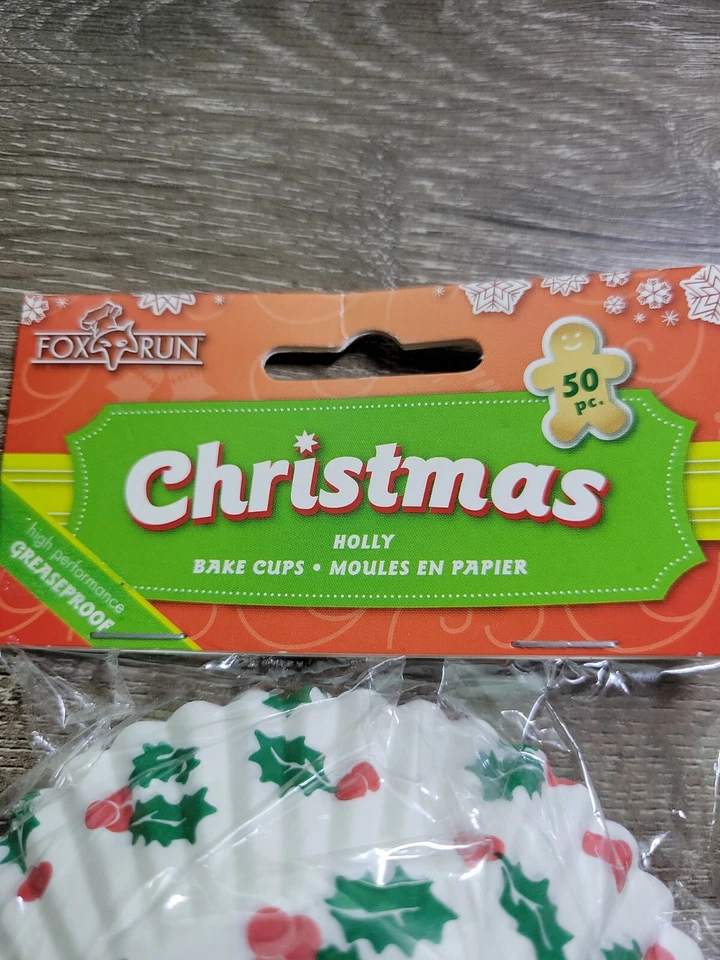 FOX RUN
50
pc.
Christmas
HOLLY
BAKE CUPS • MOULES EN PAPIER
high performance
GREASEPROOF